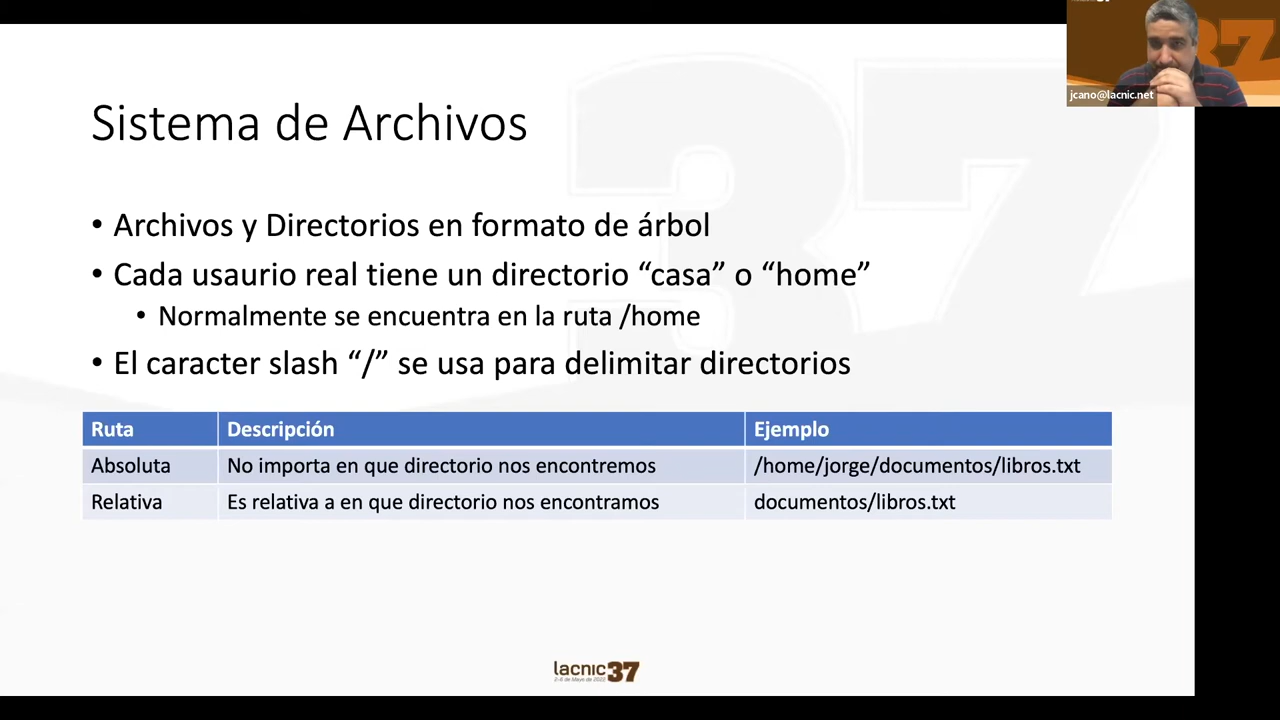 37
jcano@lacnic.net
Sistema de Archivos
• Archivos y Directorios en formato de árbol
• Cada usaurio real tiene un directorio “casa” o “home”
• Normalmente se encuentra en la ruta /home
• El caracter slash “/” se usa para delimitar directorios
Ruta Descripción Ejemplo
Absoluta No importa en que directorio nos encontremos /home/jorge/documentos/libros.txt
Relativa Es relativa a en que directorio nos encontramos documentos/libros.txt
lacnic37